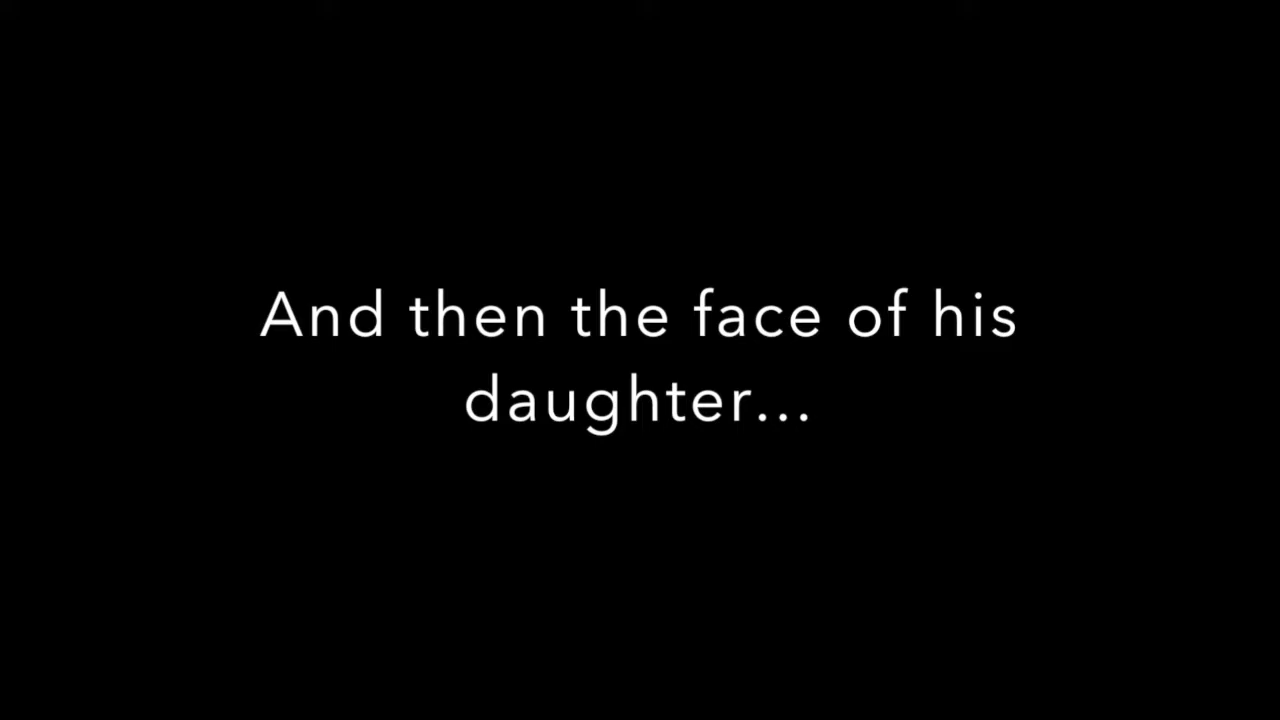 And then the face of his
daughter...